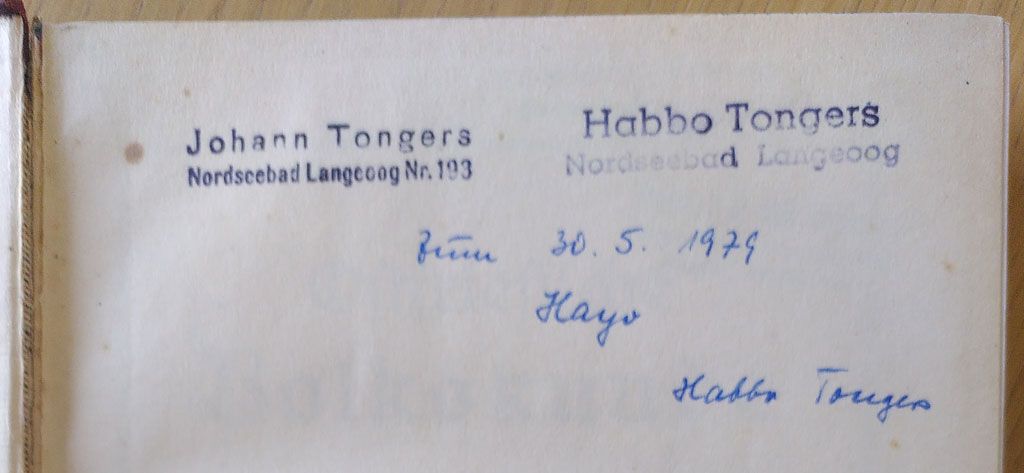 Johann Tongers
Nordseebad Langeoog Nr. 193
Habbo Tongers
Nordseebad Langeoog
Zum 30. 5. 1979
Hayo
Habbo Tongers